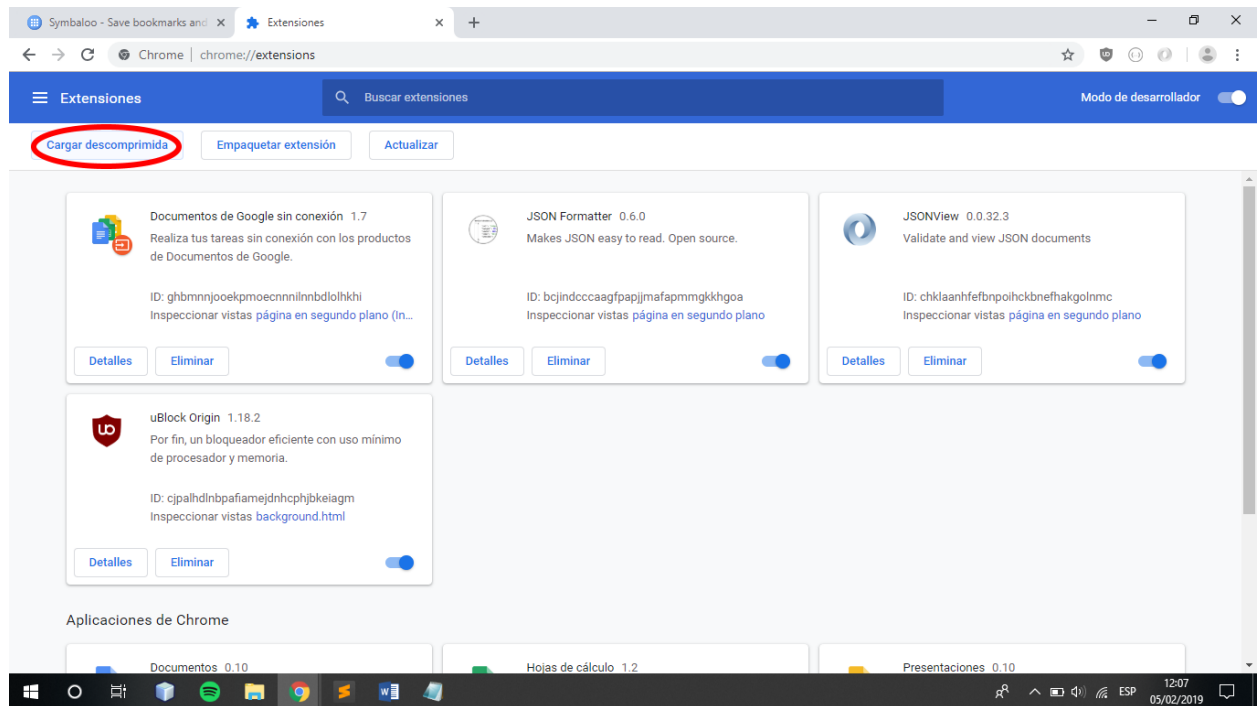 Symbaloo - Save bookmarks and
Extensiones
Chrome | chrome://extensions
Extensiones
Buscar extensiones
Modo de desarrollador
Cargar descomprimida
Empaquetar extensión
Actualizar
Documentos de Google sin conexión 1.7
Realiza tus tareas sin conexión con los productos
de Documentos de Google.
ID: ghbmnnjooekpmoecnnnilnnbdlolhkhi
Inspeccionar vistas página en segundo plano (In...
Detalles
Eliminar
JSON Formatter 0.6.0
Makes JSON easy to read. Open source.
ID: bcjindcccaagfpapjjmafapmmgkkhgoa
Inspeccionar vistas página en segundo plano
Detalles
Eliminar
JSONView 0.0.32.3
Validate and view JSON documents
ID: chklaanhfefbnpoihckbnefhakgolnmc
Inspeccionar vistas página en segundo plano
Detalles
Eliminar
uBlock Origin 1.18.2
Por fin, un bloqueador eficiente con uso mínimo
de procesador y memoria.
ID: cjpalhdlnbpafiamejdnhcphjbkeiagm
Inspeccionar vistas background.html
Detalles
Eliminar
Aplicaciones de Chrome
Documentos 0.10
Hojas de cálculo 1.2
Presentaciones 0.10
ESP
12:07
05/02/2019